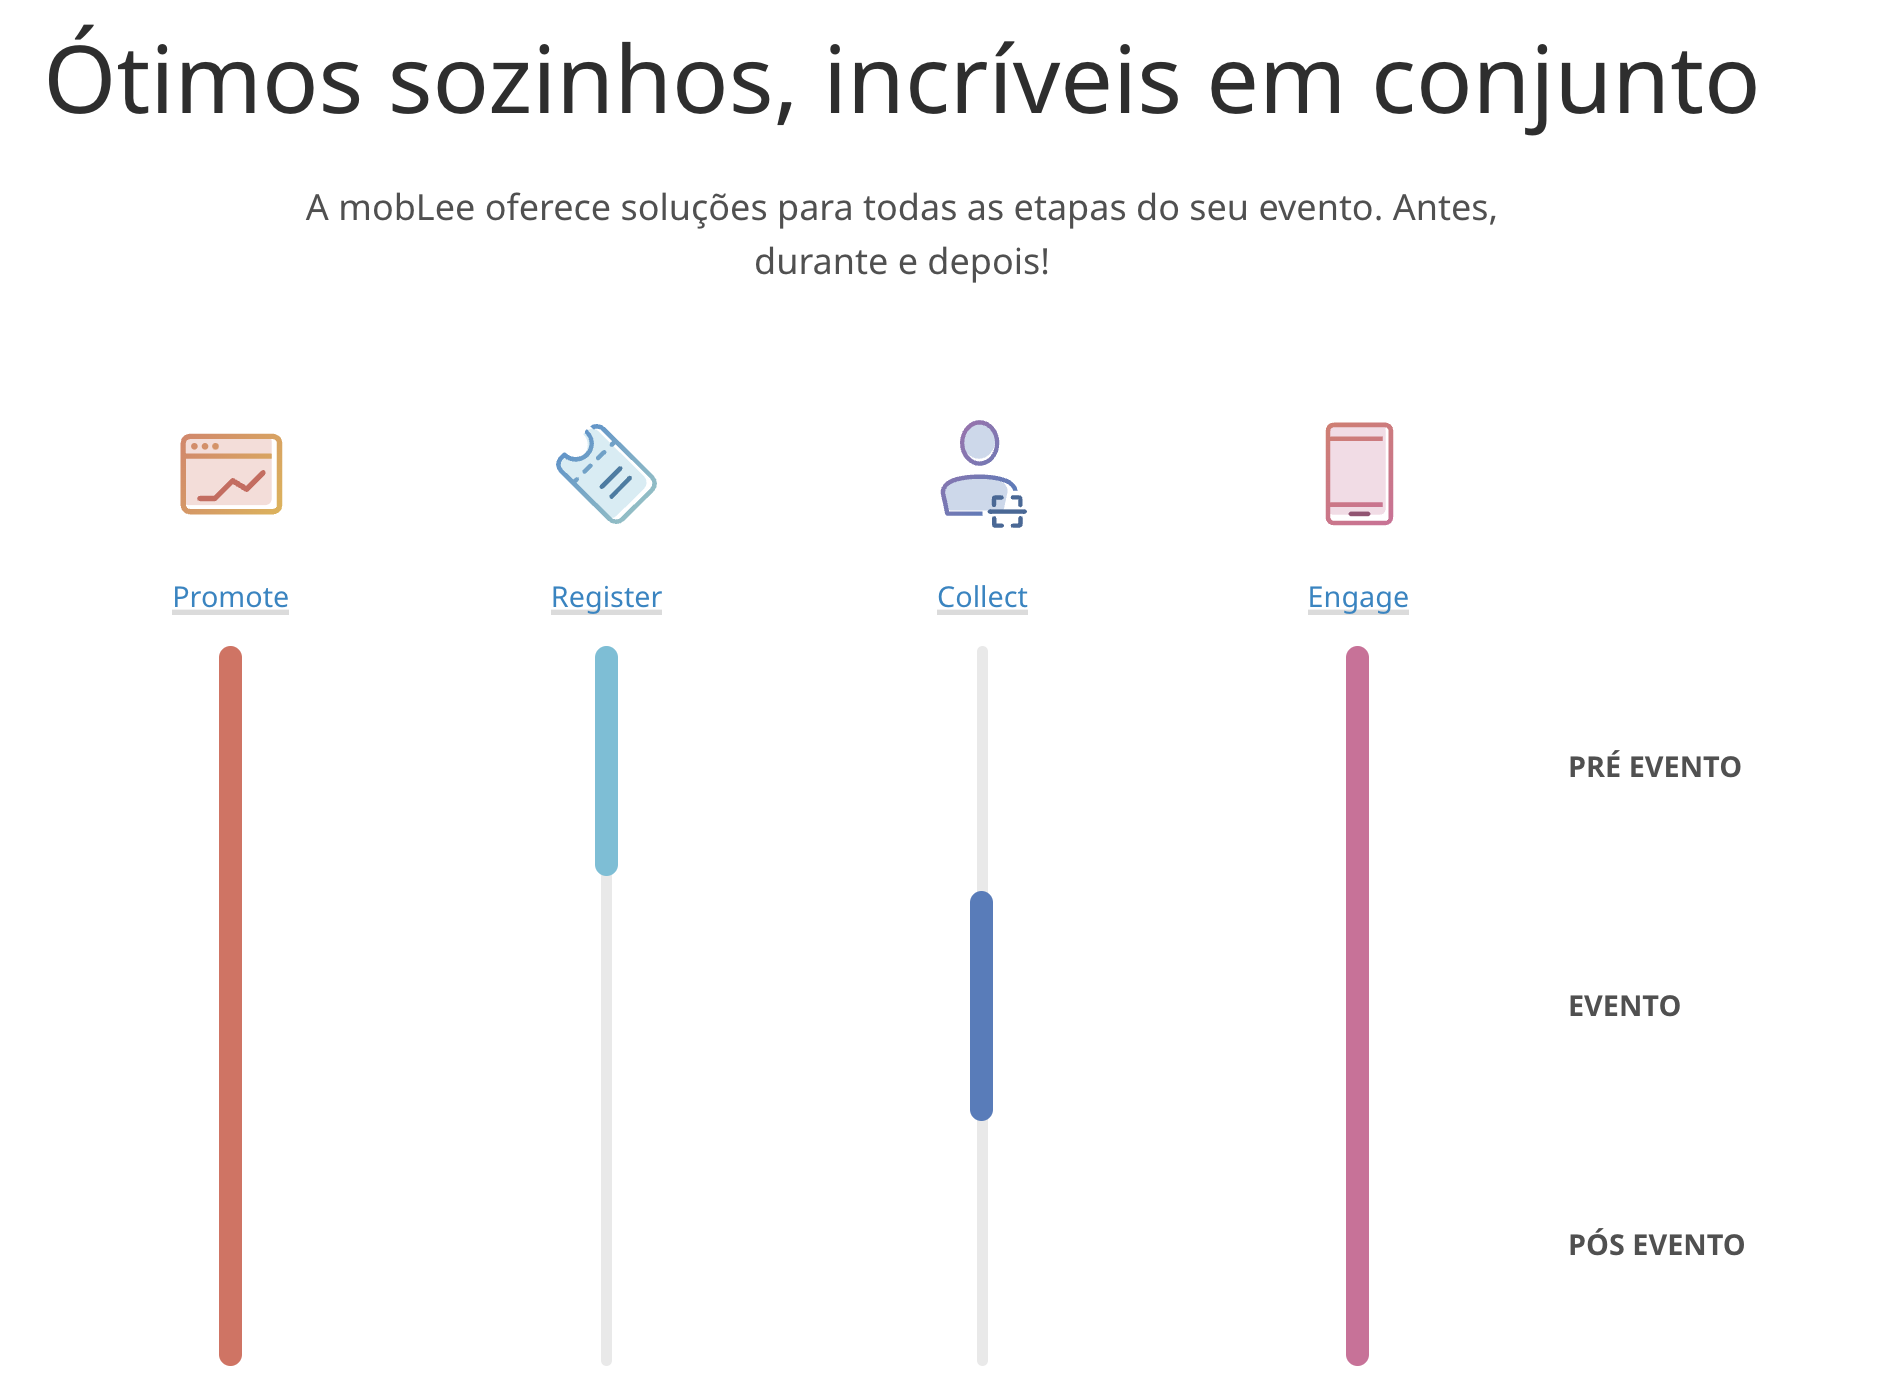 Ótimos sozinhos, incríveis em conjunto
A mobLee oferece soluções para todas as etapas do seu evento. Antes,
durante e depois!
Promote
Register
Collect
Engage
PRÉ EVENTO
EVENTO
PÓS EVENTO